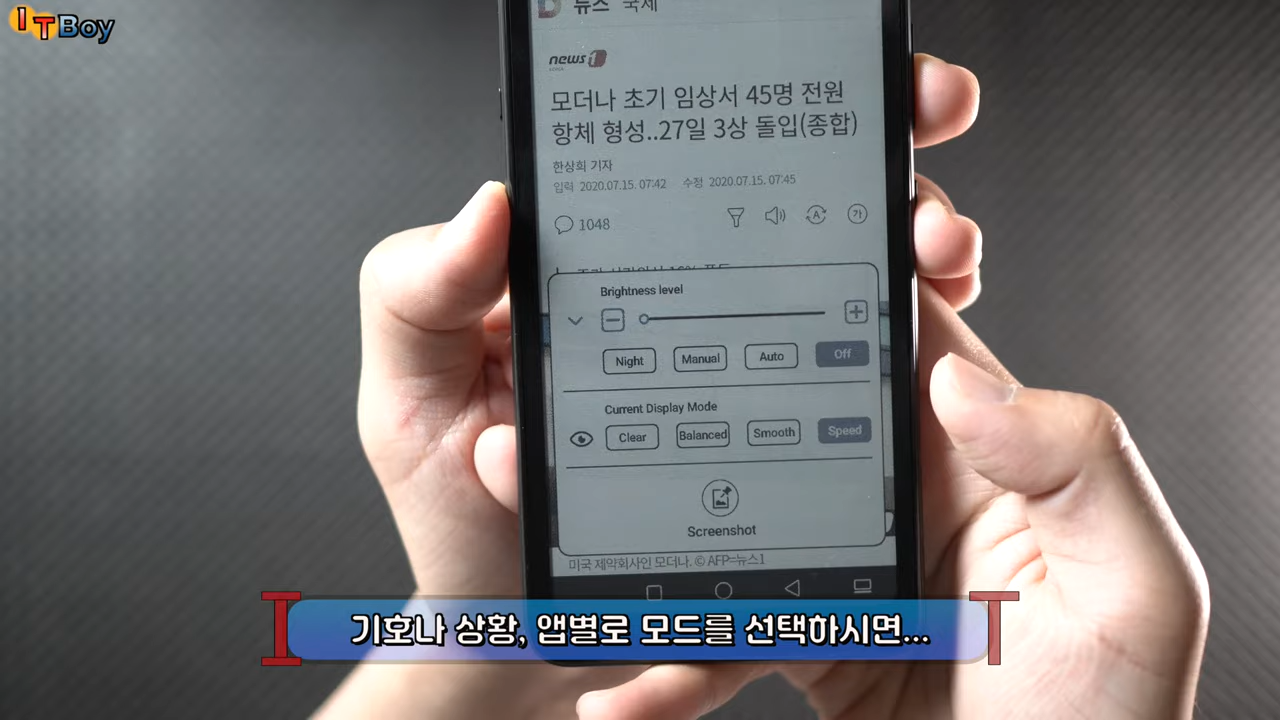 ITBoy
뉴스 국제
news1
모더나 초기 임상서 45명 전원
항체 형성..27일 3상 돌입(종합)
한상희 기자
입력 2020.07.15. 07:42 수정 2020.07.15. 07:45
1048
A
가
Brightness level
Night Manual Auto Off
Current Display Mode
Clear Balanced Smooth Speed
Screenshot
미국 제약회사인 모더나. © AFP=뉴스1
기호나 상황, 앱별로 모드를 선택하시면...